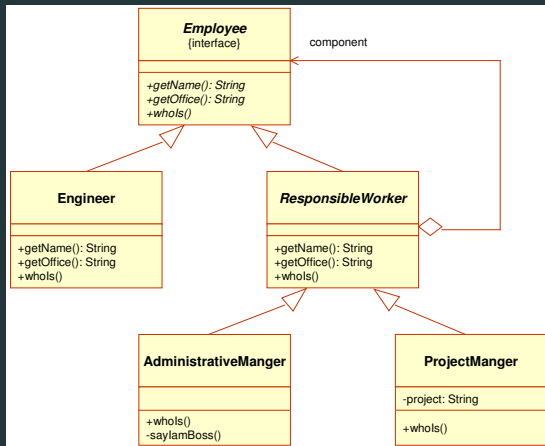 Employee
{interface}
component
+getName(): String
+getOffice(): String
+whoIs()
Engineer
+getName(): String
+getOffice(): String
+whoIs()
ResponsibleWorker
+getName(): String
+getOffice(): String
+whoIs()
AdministrativeManger
+whoIs()
-sayIamBoss()
ProjectManger
-project: String
+whoIs()